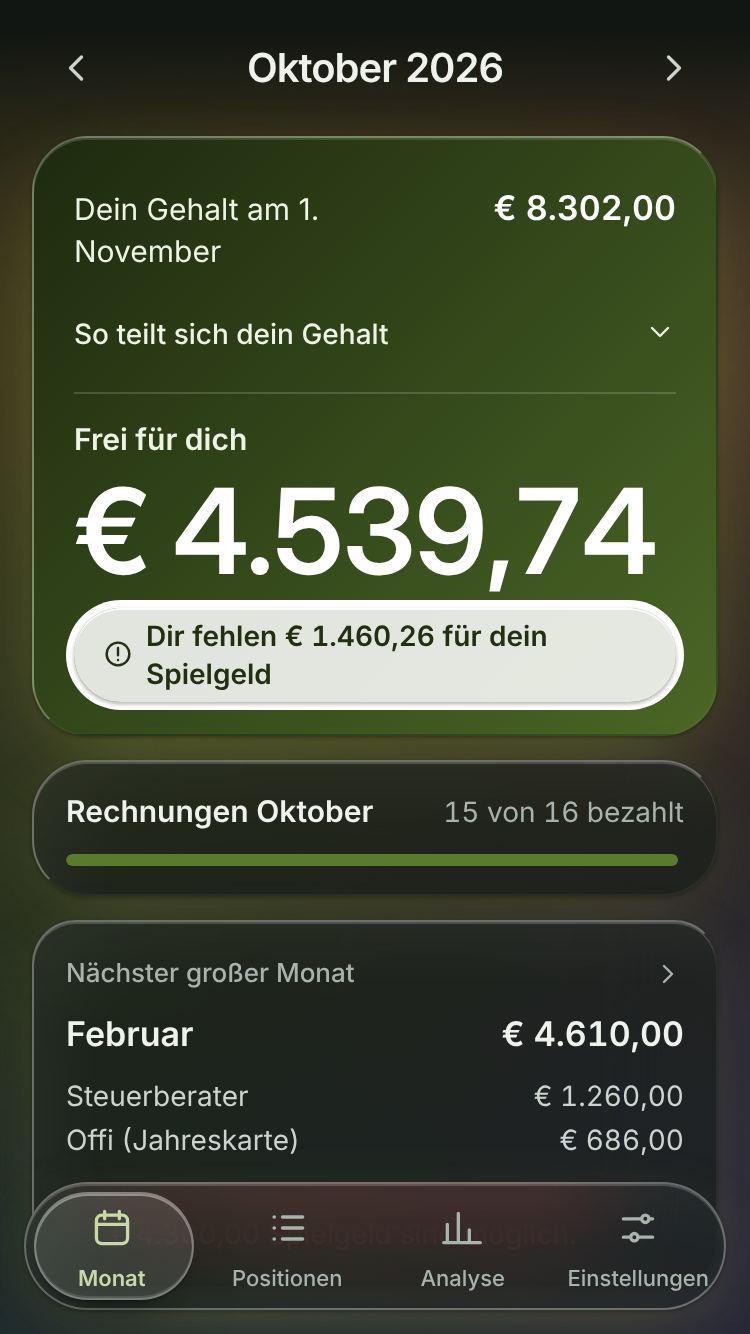 Oktober 2026
Dein Gehalt am 1.
November
€ 8.302,00
So teilt sich dein Gehalt
Frei für dich
€ 4.539,74
Dir fehlen € 1.460,26 für dein
Spielgeld
Rechnungen Oktober
15 von 16 bezahlt
Nächster großer Monat
Februar
€ 4.610,00
Steuerberater
€ 1.260,00
Offi (Jahreskarte)
€ 686,00
Monat
Positionen
Analyse
Einstellungen